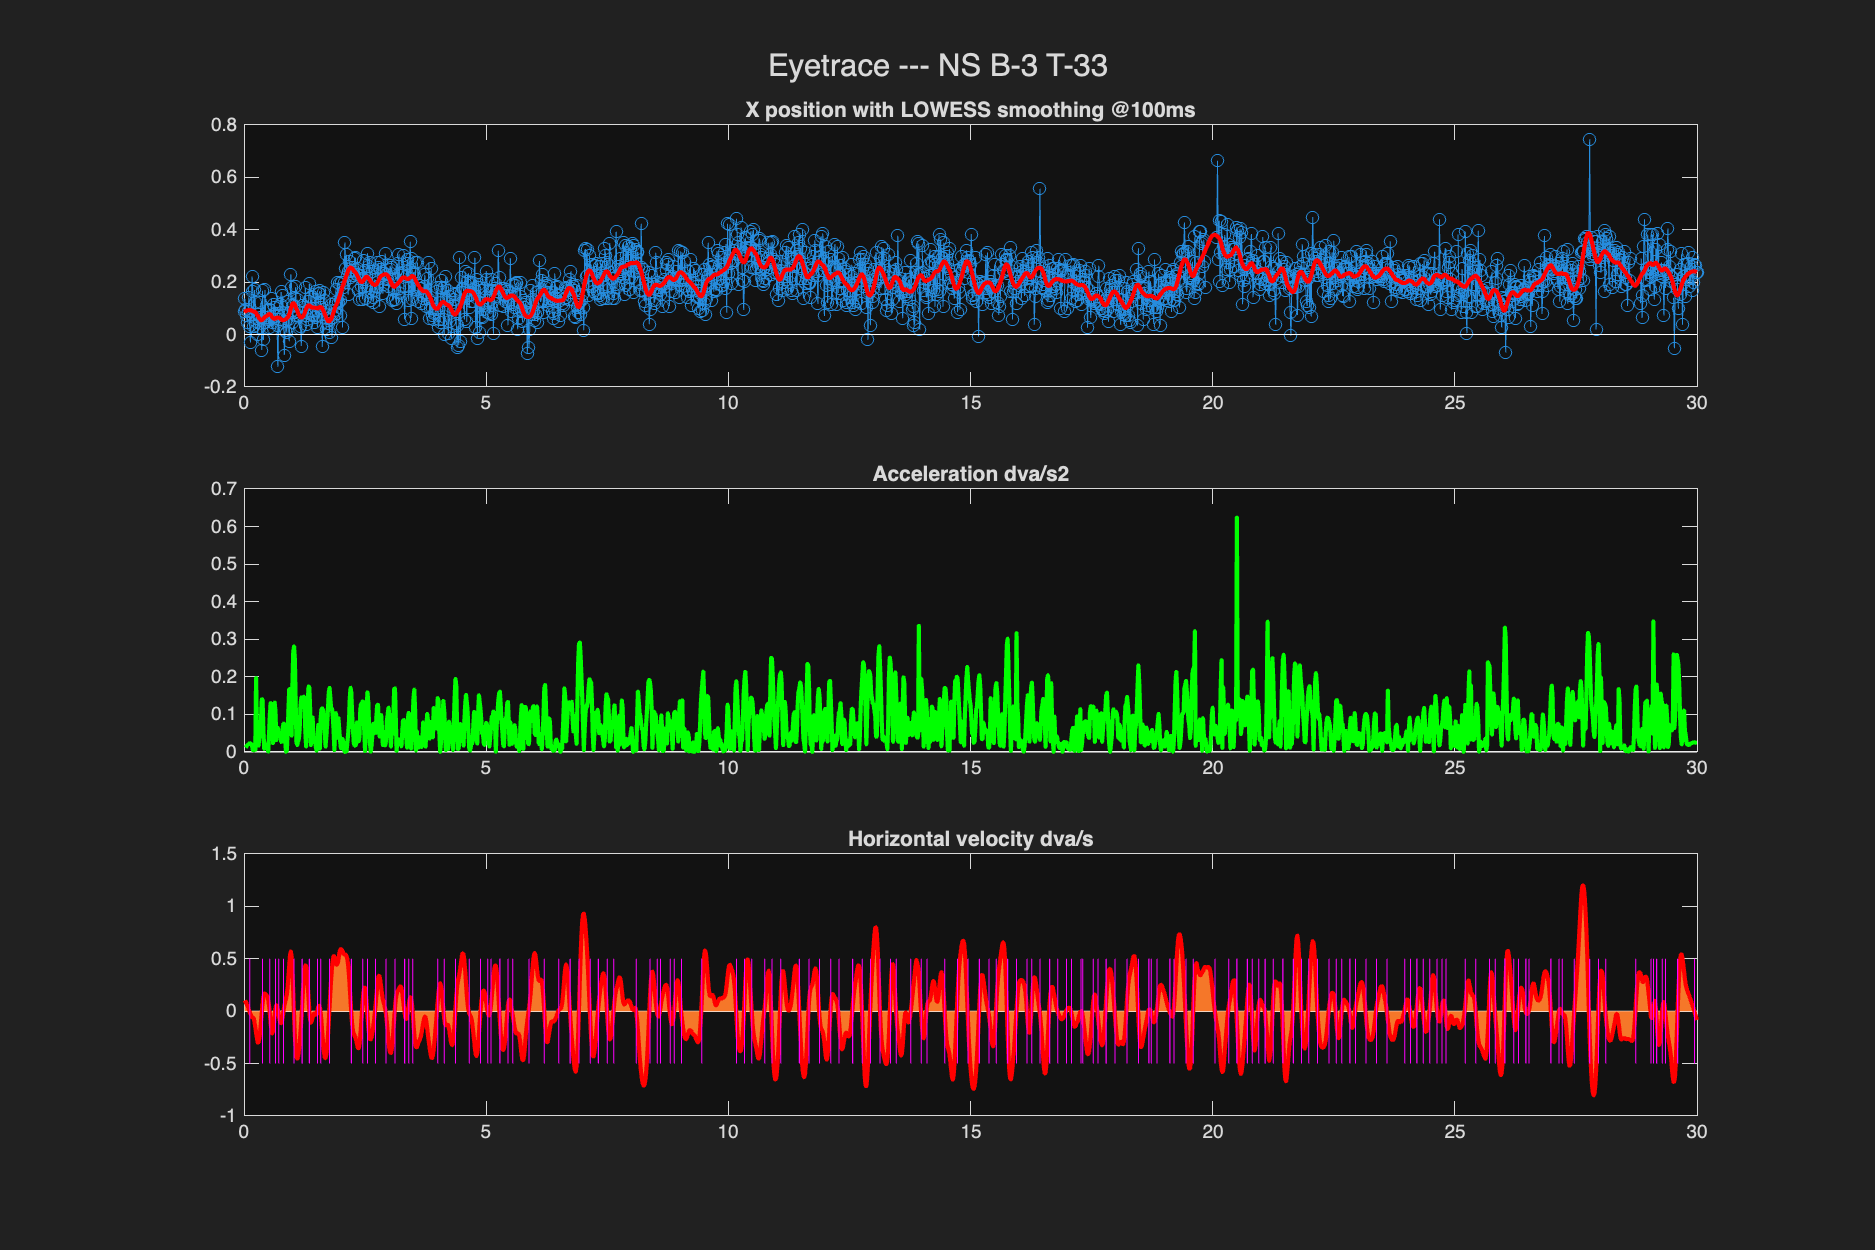 Eyetrace --- NS B-3 T-33
X position with LOWESS smoothing @100ms
0.8
0.6
0.4
0.2
0
-0.2
0 5 10 15 20 25 30
Acceleration dva/s2
0.7
0.6
0.5
0.4
0.3
0.2
0.1
0
0 5 10 15 20 25 30
Horizontal velocity dva/s
1.5
1
0.5
0
-0.5
-1
0 5 10 15 20 25 30